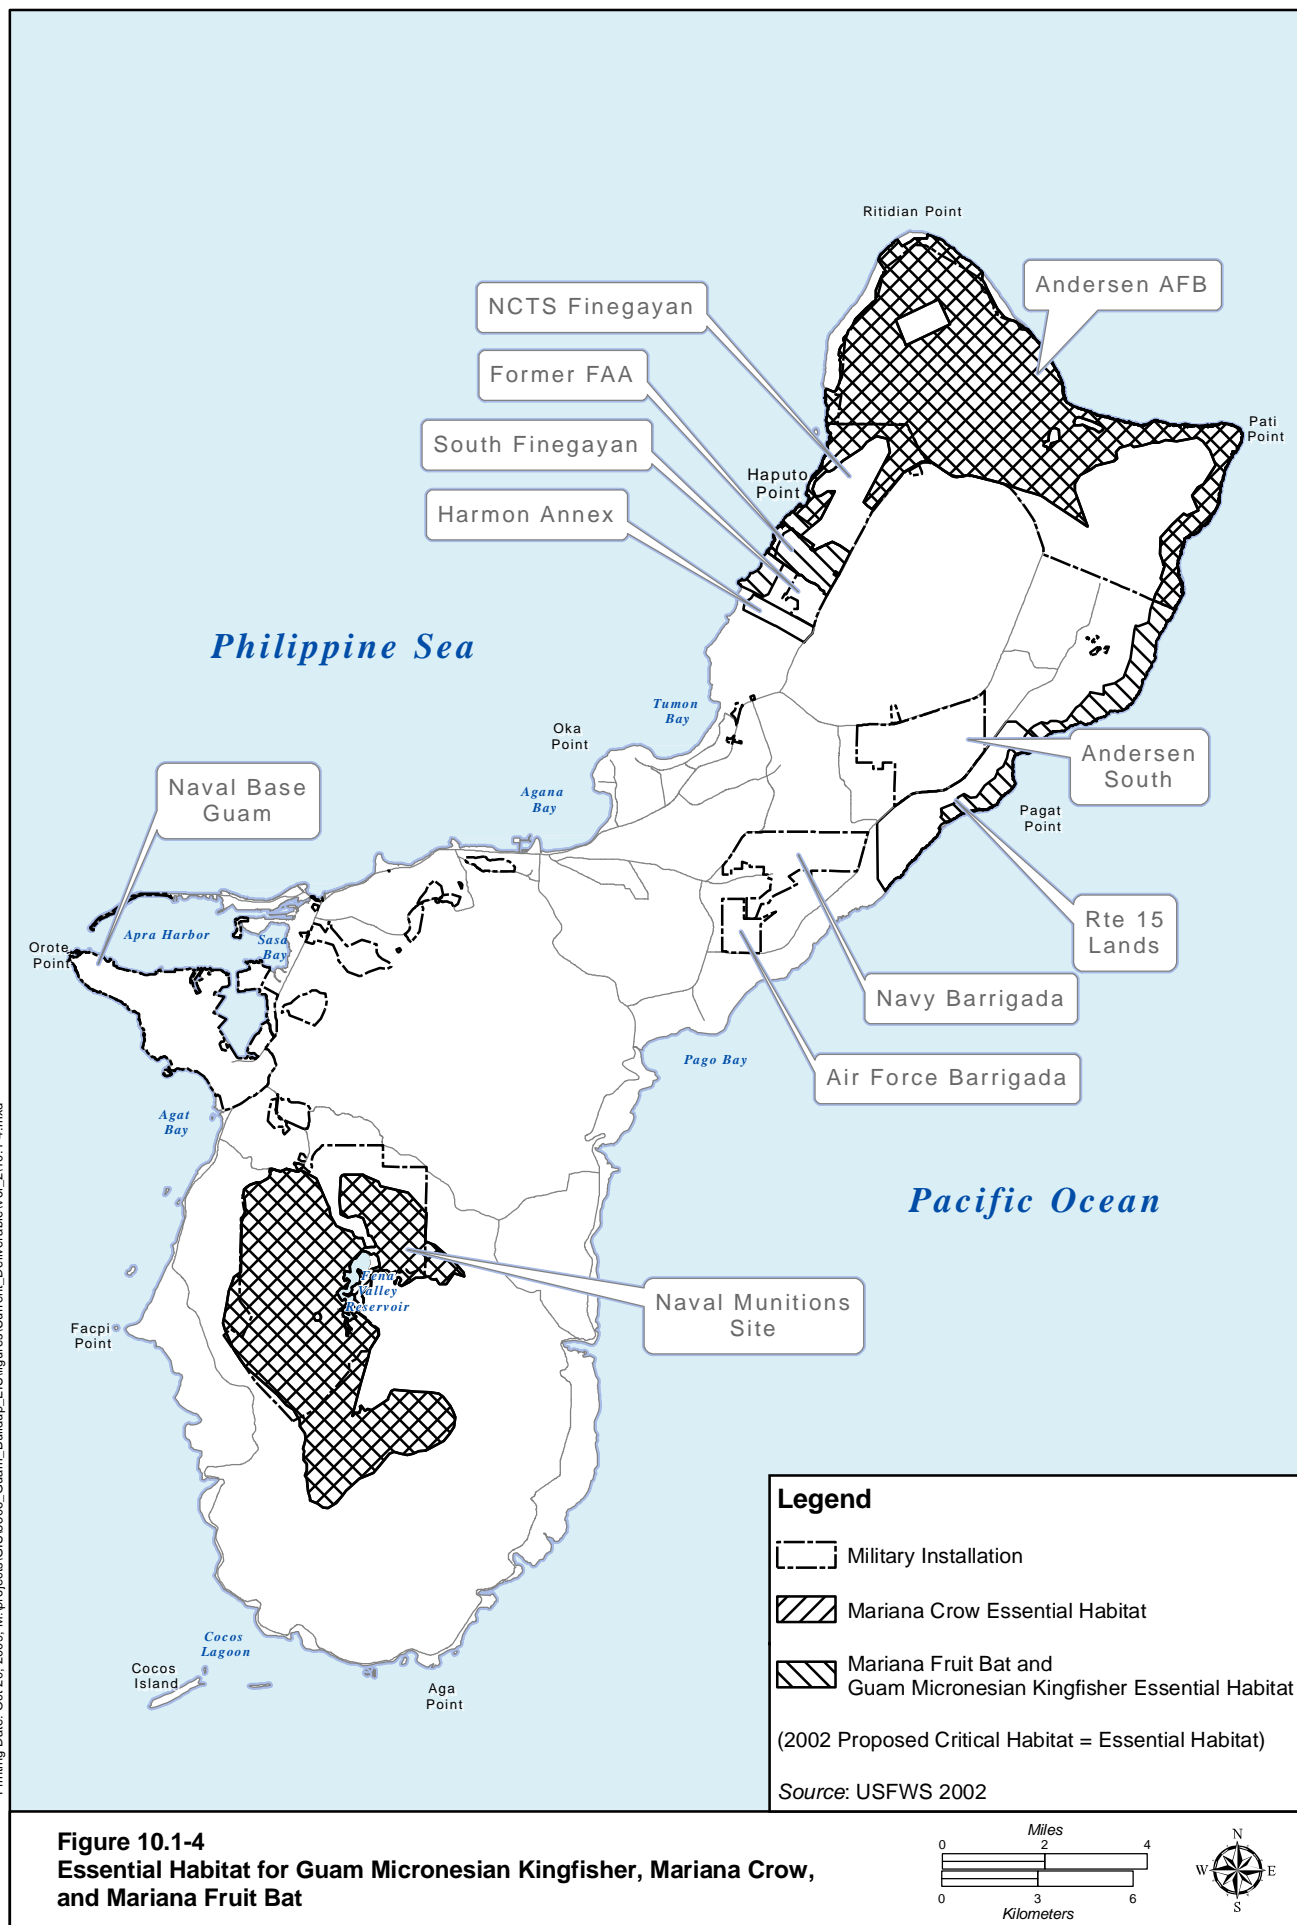 Ritidian Point
Andersen AFB
NCTS Finegayan
Former FAA
South Finegayan
Pati
Point
Haputo
Point
Harmon Annex
Philippine Sea
Tumon
Bay
Oka
Point
Andersen
South
Naval Base
Guam
Agana
Bay
Pagat
Point
Rte 15
Lands
Apra Harbor
Sasa
Bay
Orote
Point
Navy Barrigada
Pago Bay
Air Force Barrigada
Agat
Bay
Pacific Ocean
Fena
Valley
Reservoir
Naval Munitions
Site
Facpi
Point
Cocos
Lagoon
Cocos
Island
Aga
Point
Legend
Military Installation
Mariana Crow Essential Habitat
Mariana Fruit Bat and
Guam Micronesian Kingfisher Essential Habitat
(2002 Proposed Critical Habitat = Essential Habitat)
Source: USFWS 2002
Figure 10.1-4
Essential Habitat for Guam Micronesian Kingfisher, Mariana Crow,
and Mariana Fruit Bat
Miles
0 2 4
0 3 6
Kilometers
N
W E
S